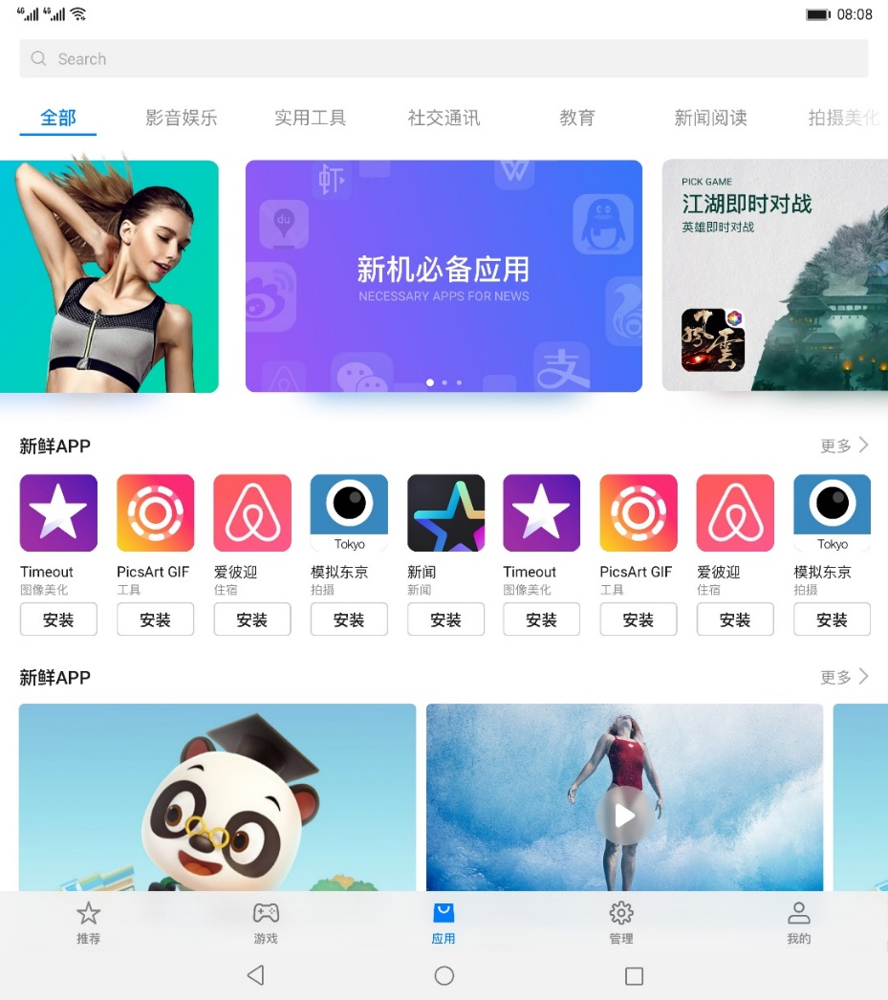 4G 4G 08:08
Search
全部 影音娱乐 实用工具 社交通讯 教育 新闻阅读 拍摄美化
虾
du
新机必备应用
NECESSARY APPS FOR NEWS
支
PICK GAME
江湖即时对战
英雄即时对战
风雲
新鲜APP 更多
Tokyo Tokyo
Timeout PicsArt GIF 爱彼迎 模拟东京 新闻 Timeout PicsArt GIF 爱彼迎 模拟东京
图像美化 工具 住宿 拍摄 新闻 图像美化 工具 住宿 拍摄
安装 安装 安装 安装 安装 安装 安装 安装 安装
新鲜APP 更多
推荐 游戏 应用 管理 我的